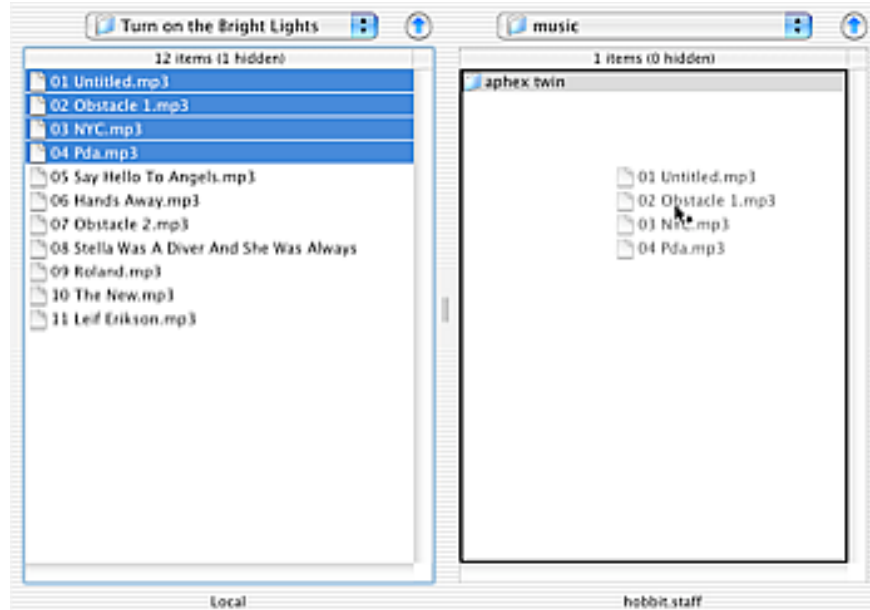 Turn on the Bright Lights
12 items (1 hidden)
01 Untitled.mp3
02 Obstacle 1.mp3
03 NYC.mp3
04 Pda.mp3
05 Say Hello To Angels.mp3
06 Hands Away.mp3
07 Obstacle 2.mp3
08 Stella Was A Diver And She Was Always
09 Roland.mp3
10 The New.mp3
11 Leif Erikson.mp3
Local
music
1 items (0 hidden)
aphex twin
01 Untitled.mp3
02 Obstacle 1.mp3
03 NYC.mp3
04 Pda.mp3
hobbit.staff